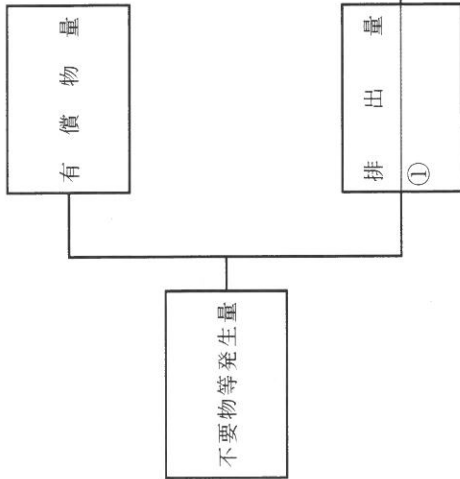 不要物等発生量
有償物量
排出量
①